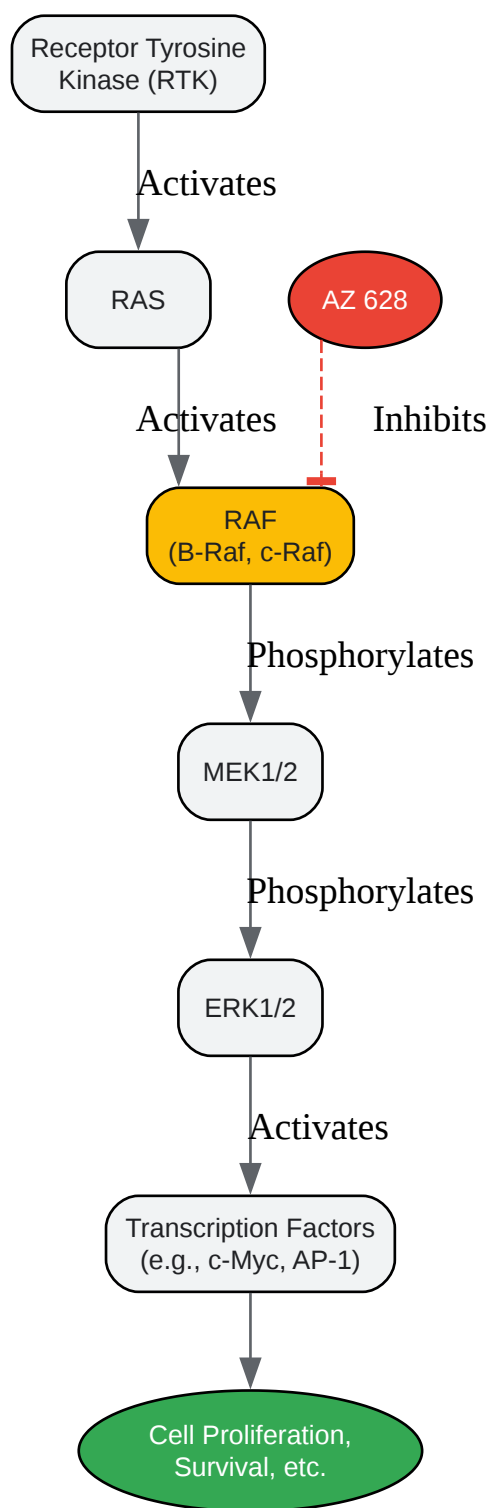 Receptor Tyrosine
Kinase (RTK)
Activates
RAS
AZ 628
Activates
Inhibits
RAF
(B-Raf, c-Raf)
Phosphorylates
MEK1/2
Phosphorylates
ERK1/2
Activates
Transcription Factors
(e.g., c-Myc, AP-1)
Cell Proliferation,
Survival, etc.